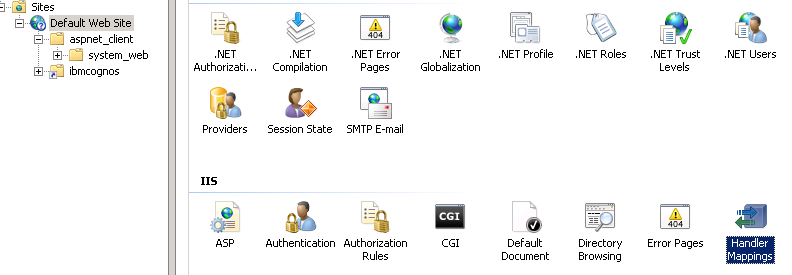 Sites
Default Web Site
aspnet_client
system_web
ibmcognos
.NET Authorizati...
.NET Compilation
.NET Error Pages
404
.NET Globalization
.NET Profile
.NET Roles
.NET Trust Levels
.NET Users
Providers
Session State
SMTP E-mail
IIS
ASP
Authentication
Authorization Rules
CGI
CGI
Default Document
Directory Browsing
404
Error Pages
Handler Mappings